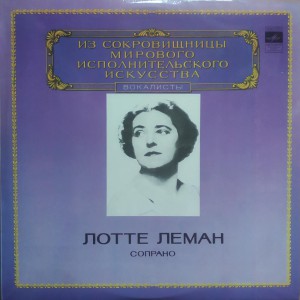 ИЗ СОКРОВИЩНИЦЫ
МИРОВОГО
ИСПОЛНИТЕЛЬСКОГО
ИСКУССТВА
ВОКАЛИСТЫ
ЛОТТЕ ЛЕМАН
СОПРАНО